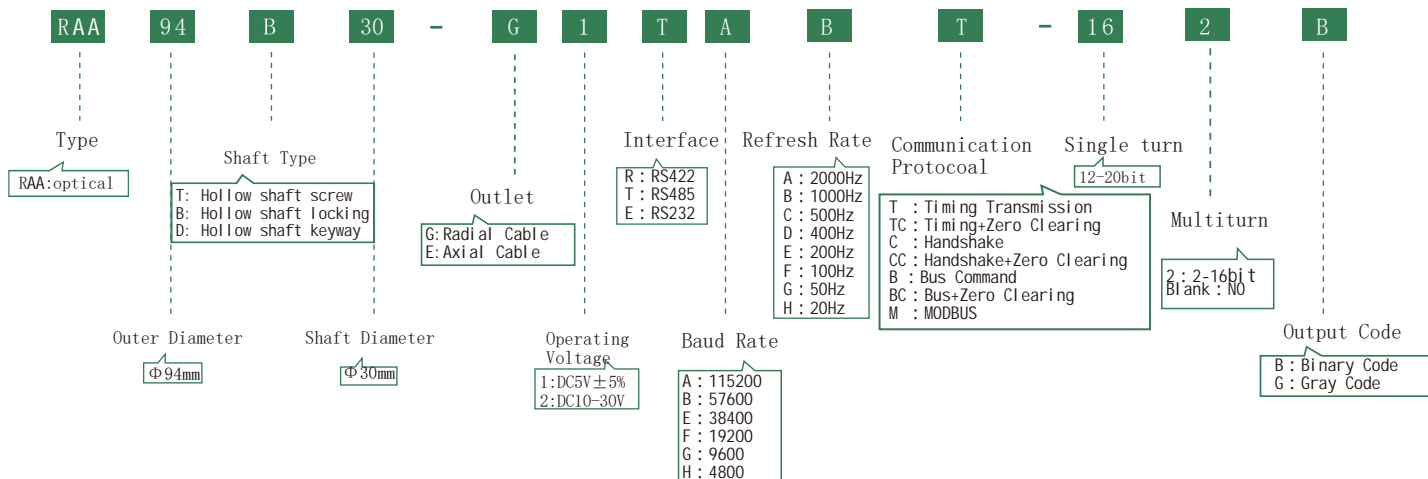 RAA 94 B 30 - G 1 T A B T - 16 2 B
Type
RAA:optical
Shaft Type
T: Hollow shaft screw
B: Hollow shaft locking
D: Hollow shaft keyway
Outer Diameter
Φ94mm
Shaft Diameter
Φ30mm
Outlet
G:Radial Cable
E:Axial Cable
Operating
Voltage
1:DC5V±5%
2:DC10-30V
Interface
R:RS422
T:RS485
E:RS232
Baud Rate
A:115200
B:57600
E:38400
F:19200
G:9600
H:4800
Refresh Rate
A:2000Hz
B:1000Hz
C:500Hz
D:400Hz
E:200Hz
F:100Hz
G:50Hz
H:20Hz
Communication
Protocoal
T :Timing Transmission
TC:Timing+Zero Clearing
C :Handshake
CC:Handshake+Zero Clearing
B :Bus Command
BC:Bus+Zero Clearing
M :MODBUS
Single turn
12-20bit
Multiturn
2:2-16bit
Blank:NO
Output Code
B:Binary Code
G:Gray Code